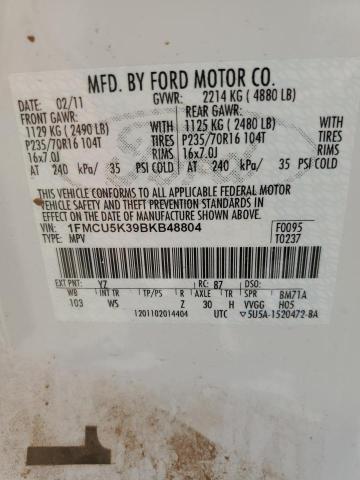 MFD. BY FORD MOTOR CO.
DATE: 02/11 GVWR: 2214 KG ( 4880 LB)
FRONT GAWR: REAR GAWR:
1129 KG ( 2490 LB) 1125 KG ( 2480 LB)
P235/70R16 104T TIRES P235/70R16 104T
16x7.0J RIMS 16x7.0J
AT 240 kPa/ 35 PSI COLD AT 240 kPa/ 35 PSI COLD
THIS VEHICLE CONFORMS TO ALL APPLICABLE FEDERAL MOTOR
VEHICLE SAFETY AND THEFT PREVENTION STANDARDS IN
EFFECT ON THE DATE OF MANUFACTURE SHOWN ABOVE.
VIN: 1FMCU5K39BKB48804 F0095
TYPE: MPV T0237
EXT PNT: YZ RC: 87 DSO:
WB INT TR TP/PS R AXLE TR SPR BM71A
103 WS Z 30 H VVGG H05
1201102014404 UTC ▽5U5A-1520472-BA